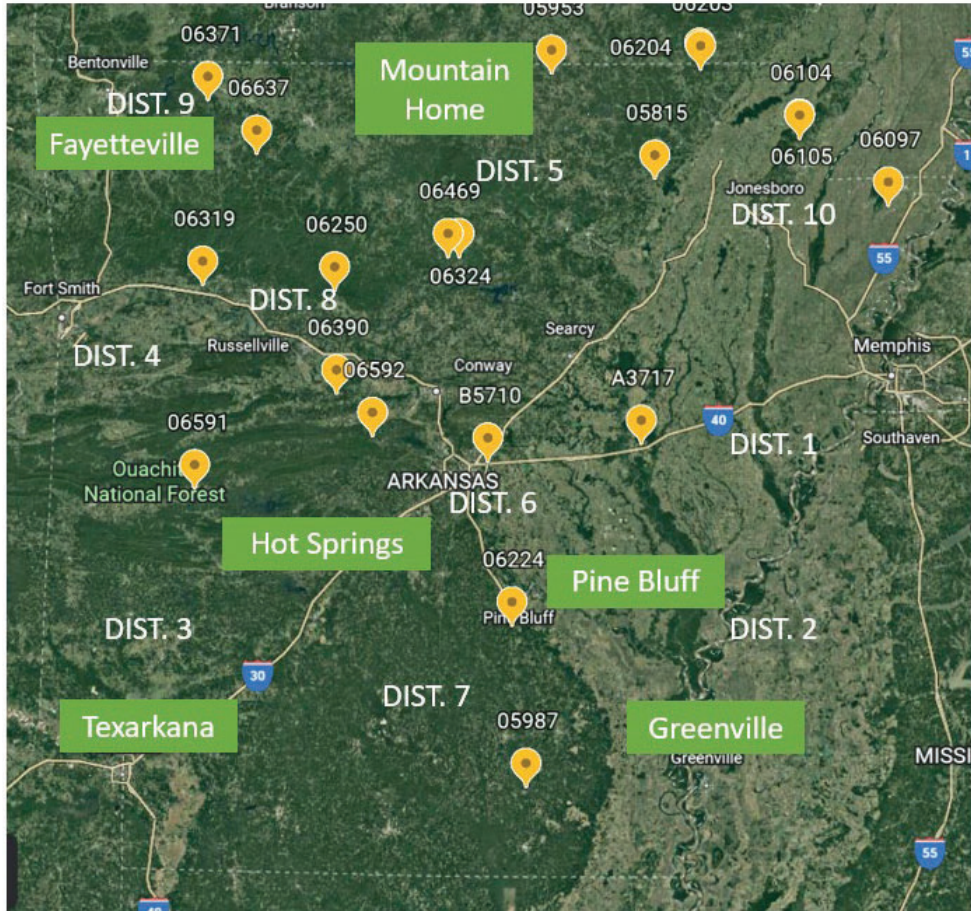 Branson
05953
06203
06371
Bentonville
06204
Mountain
Home
06637
06104
DIST. 9
05815
Fayetteville
06105
06097
DIST. 5
06469
Jonesboro
DIST. 10
06319
06250
55
06324
Fort Smith
DIST. 8
06390
Searcy
Russellville
DIST. 4
Memphis
Conway
06592
B5710
A3717
06591
40
DIST. 1
Southaven
Ouachit
National Forest
ARKANSAS
DIST. 6
Hot Springs
06224
Pine Bluff
Pine Bluff
DIST. 3
DIST. 2
30
DIST. 7
05987
Texarkana
Greenville
Greenville
MISSI
55